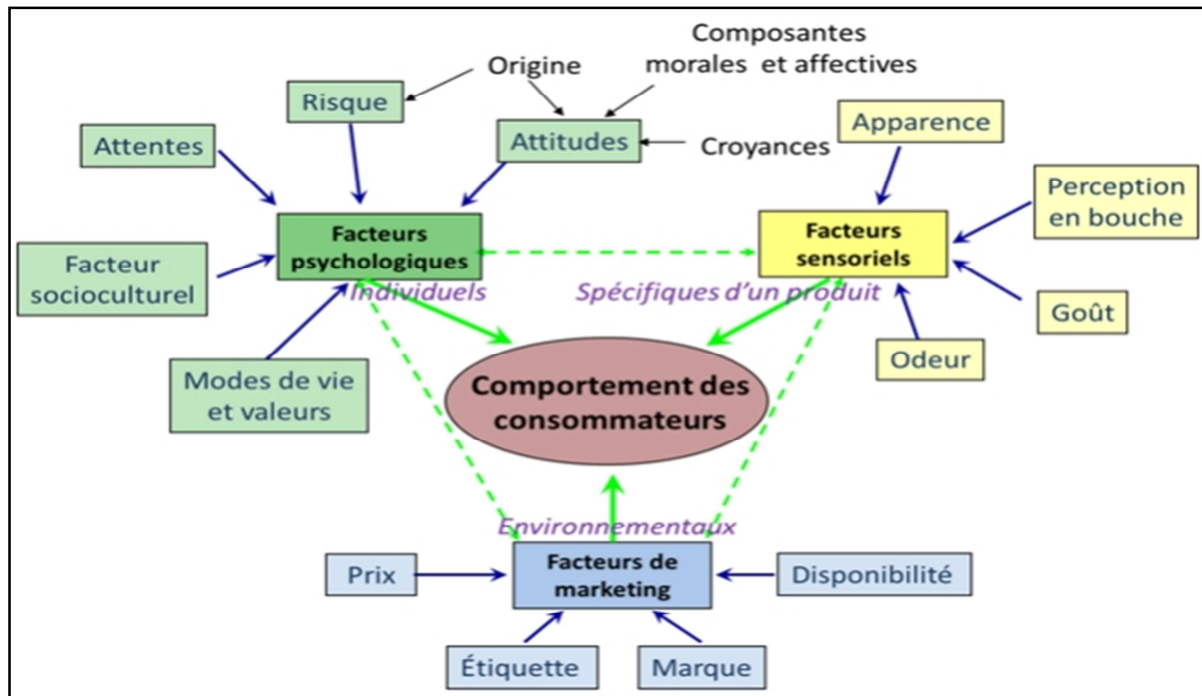 Composantes
morales et affectives
Origine
Risque
Attentes
Attitudes
Croyances
Apparence
Perception
en bouche
Facteurs
psychologiques
Facteurs
sensoriels
Facteur
socioculturel
Individuels
Spécifiques d'un produit
Goût
Odeur
Modes de vie
et valeurs
Comportement des
consommateurs
Environnementaux
Facteurs de
marketing
Prix
Disponibilité
Étiquette
Marque